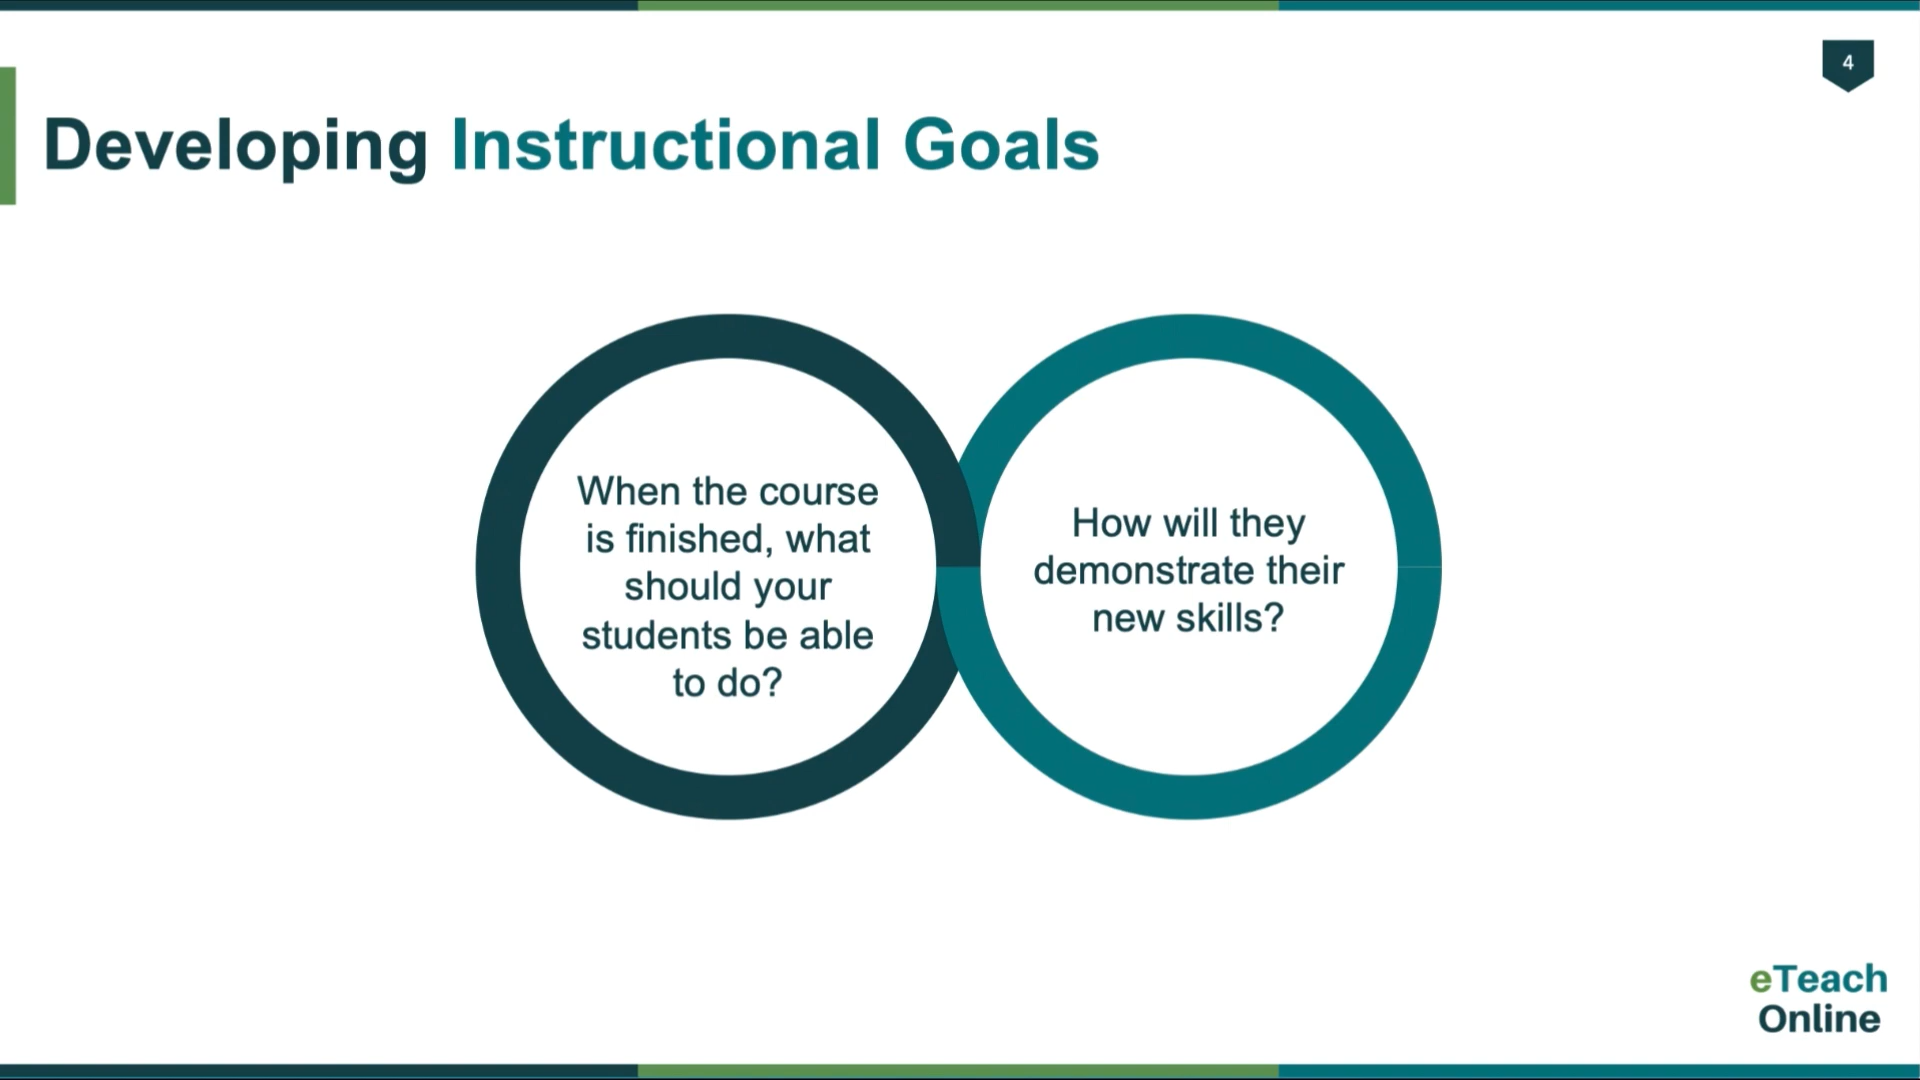 4
Developing Instructional Goals
When the course
is finished, what
should your
students be able
to do?
How will they
demonstrate their
new skills?
eTeach
Online